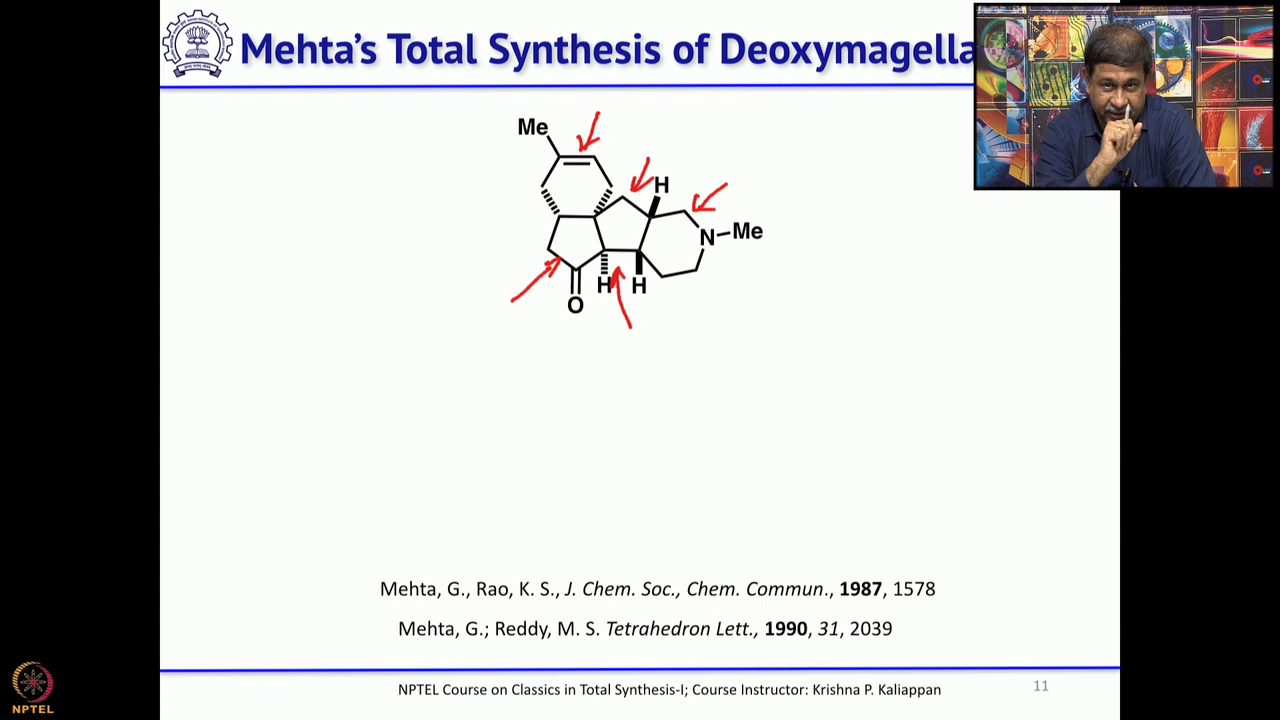 Mehta's Total Synthesis of Deoxymagella
Me
H
N
Me
H
H
O
Mehta, G., Rao, K. S., J. Chem. Soc., Chem. Commun., 1987, 1578
Mehta, G.; Reddy, M. S. Tetrahedron Lett., 1990, 31, 2039
NPTEL Course on Classics in Total Synthesis-I; Course Instructor: Krishna P. Kaliappan
11
NPTEL